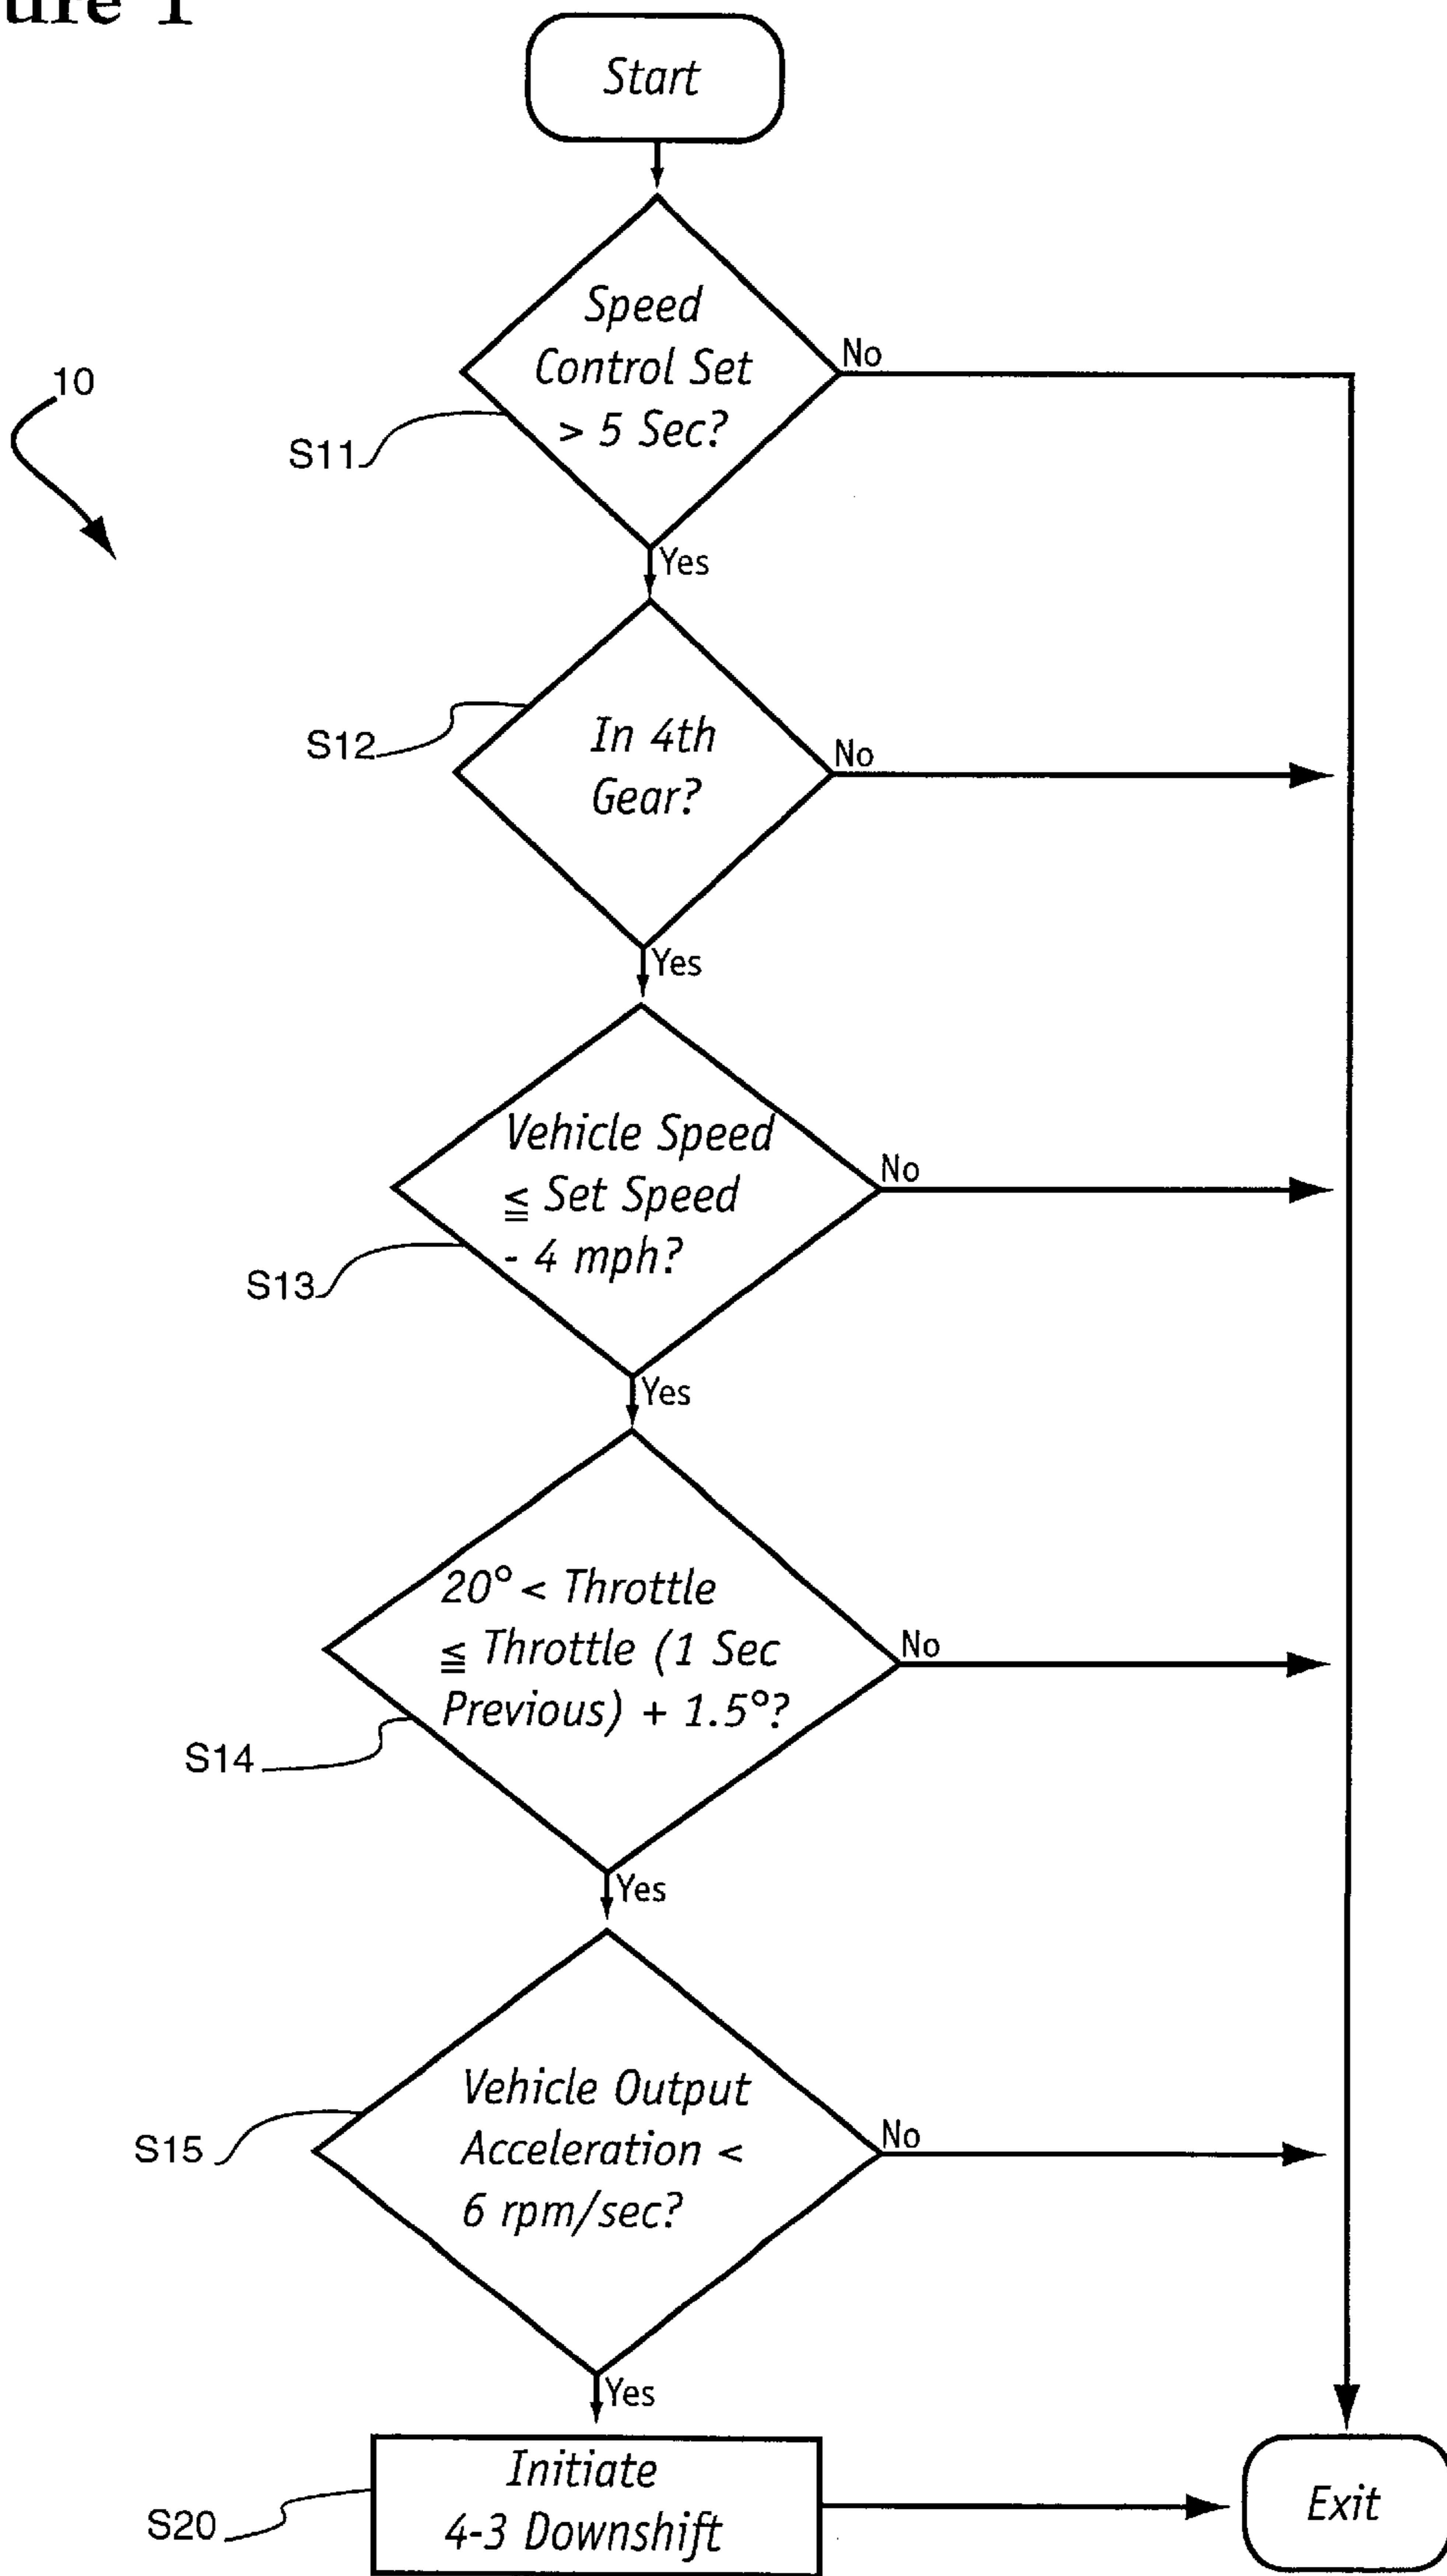 ure 1
Start
10
Speed
Control Set
> 5 Sec?
No
S11
Yes
In 4th
Gear?
No
S12
Yes
Vehicle Speed
≦ Set Speed
- 4 mph?
No
S13
Yes
20° < Throttle
≦ Throttle (1 Sec
Previous) + 1.5°?
No
S14
Yes
Vehicle Output
Acceleration <
6 rpm/sec?
No
S15
Yes
Initiate
4-3 Downshift
S20
Exit